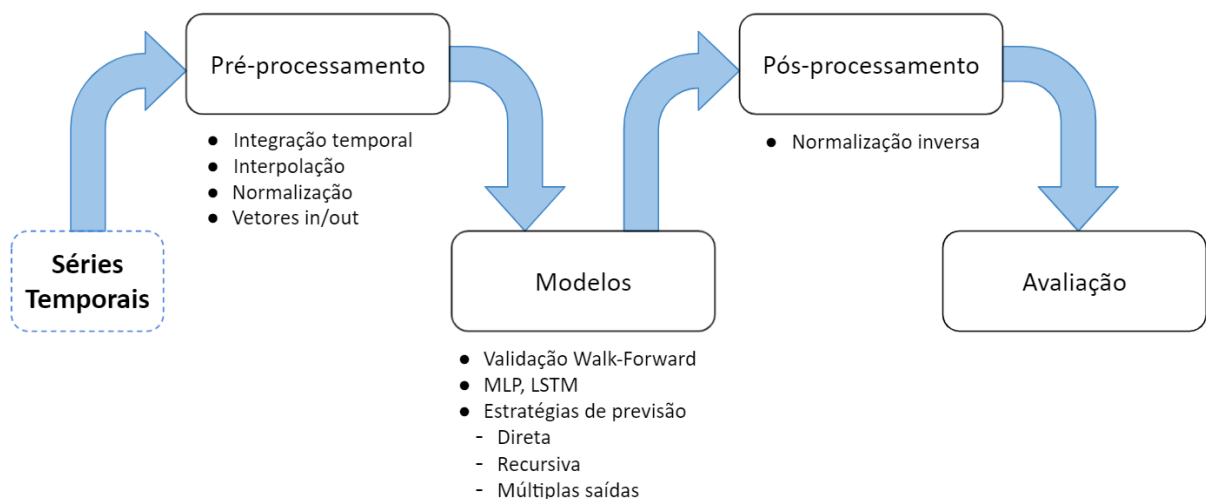 Pré-processamento
● Integração temporal
● Interpolação
● Normalização
● Vetores in/out
Séries
Temporais
Modelos
● Validação Walk-Forward
● MLP, LSTM
● Estratégias de previsão
- Direta
- Recursiva
- Múltiplas saídas
Pós-processamento
● Normalização inversa
Avaliação